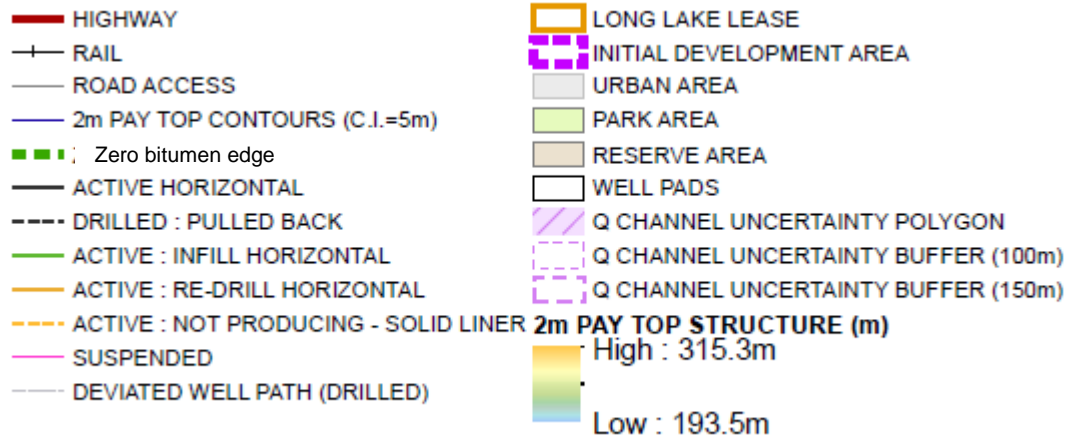 HIGHWAY
RAIL
ROAD ACCESS
2m PAY TOP CONTOURS (C.I.=5m)
Zero bitumen edge
ACTIVE HORIZONTAL
DRILLED : PULLED BACK
ACTIVE : INFILL HORIZONTAL
ACTIVE : RE-DRILL HORIZONTAL
ACTIVE : NOT PRODUCING - SOLID LINER
SUSPENDED
DEVIATED WELL PATH (DRILLED)
LONG LAKE LEASE
INITIAL DEVELOPMENT AREA
URBAN AREA
PARK AREA
RESERVE AREA
WELL PADS
Q CHANNEL UNCERTAINTY POLYGON
Q CHANNEL UNCERTAINTY BUFFER (100m)
Q CHANNEL UNCERTAINTY BUFFER (150m)
2m PAY TOP STRUCTURE (m)
High : 315.3m
Low : 193.5m